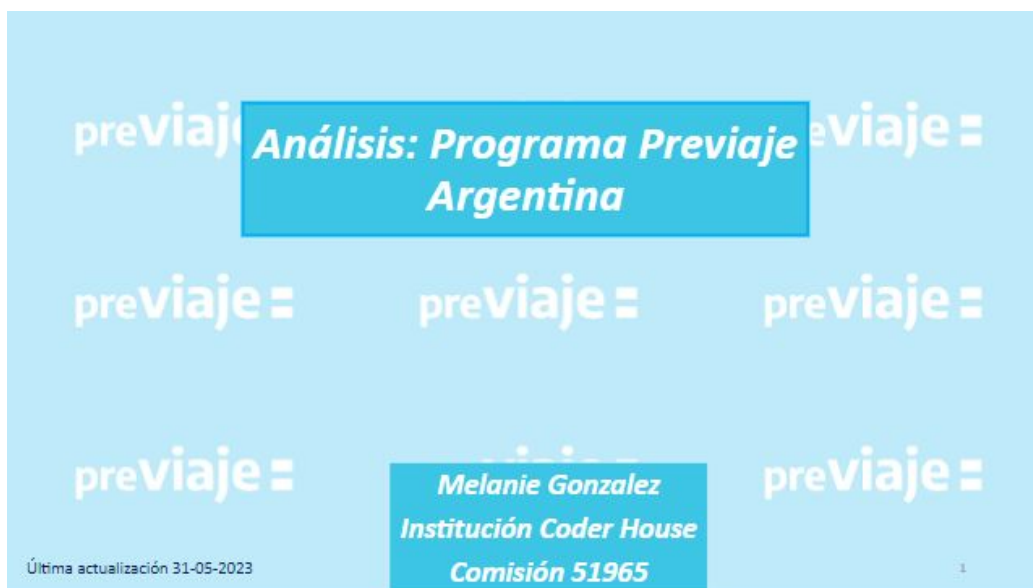 previaje
Análisis: Programa Previaje
Argentina
eviaje
previaje
previaje
previaje
previaje
previaje
Melanie Gonzalez
Institución Coder House
Comisión 51965
Última actualización 31-05-2023
1